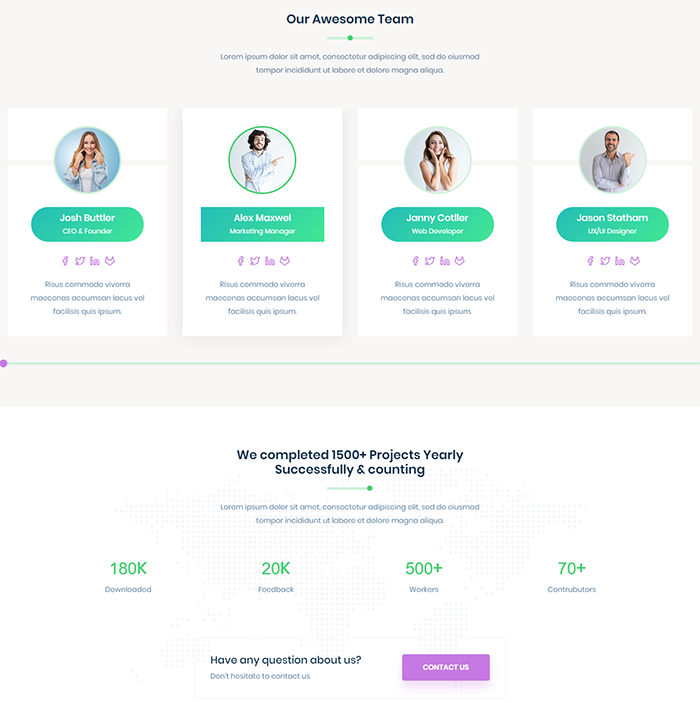 Our Awesome Team
Lorem ipsum dolor sit amet, consectetur adipiscing elit, sed do eiusmod
tempor incididunt ut labore et dolore magna aliqua.
Josh Buttler
CEO & Founder
Risus commodo viverra
maecenas accumsan lacus vel
facilisis quis ipsum.
Alex Maxwel
Marketing Manager
Risus commodo viverra
maecenas accumsan lacus vel
facilisis quis ipsum.
Janny Cotller
Web Developer
Risus commodo viverra
maecenas accumsan lacus vel
facilisis quis ipsum.
Jason Statham
UX/UI Designer
Risus commodo viverra
maecenas accumsan lacus vel
facilisis quis ipsum.
We completed 1500+ Projects Yearly
Successfully & counting
Lorem ipsum dolor sit amet, consectetur adipiscing elit, sed do eiusmod
tempor incididunt ut labore et dolore magna aliqua.
180K
Downloaded
20K
Feedback
500+
Workers
70+
Contrubutors
Have any question about us?
Don't hesitate to contact us
CONTACT US